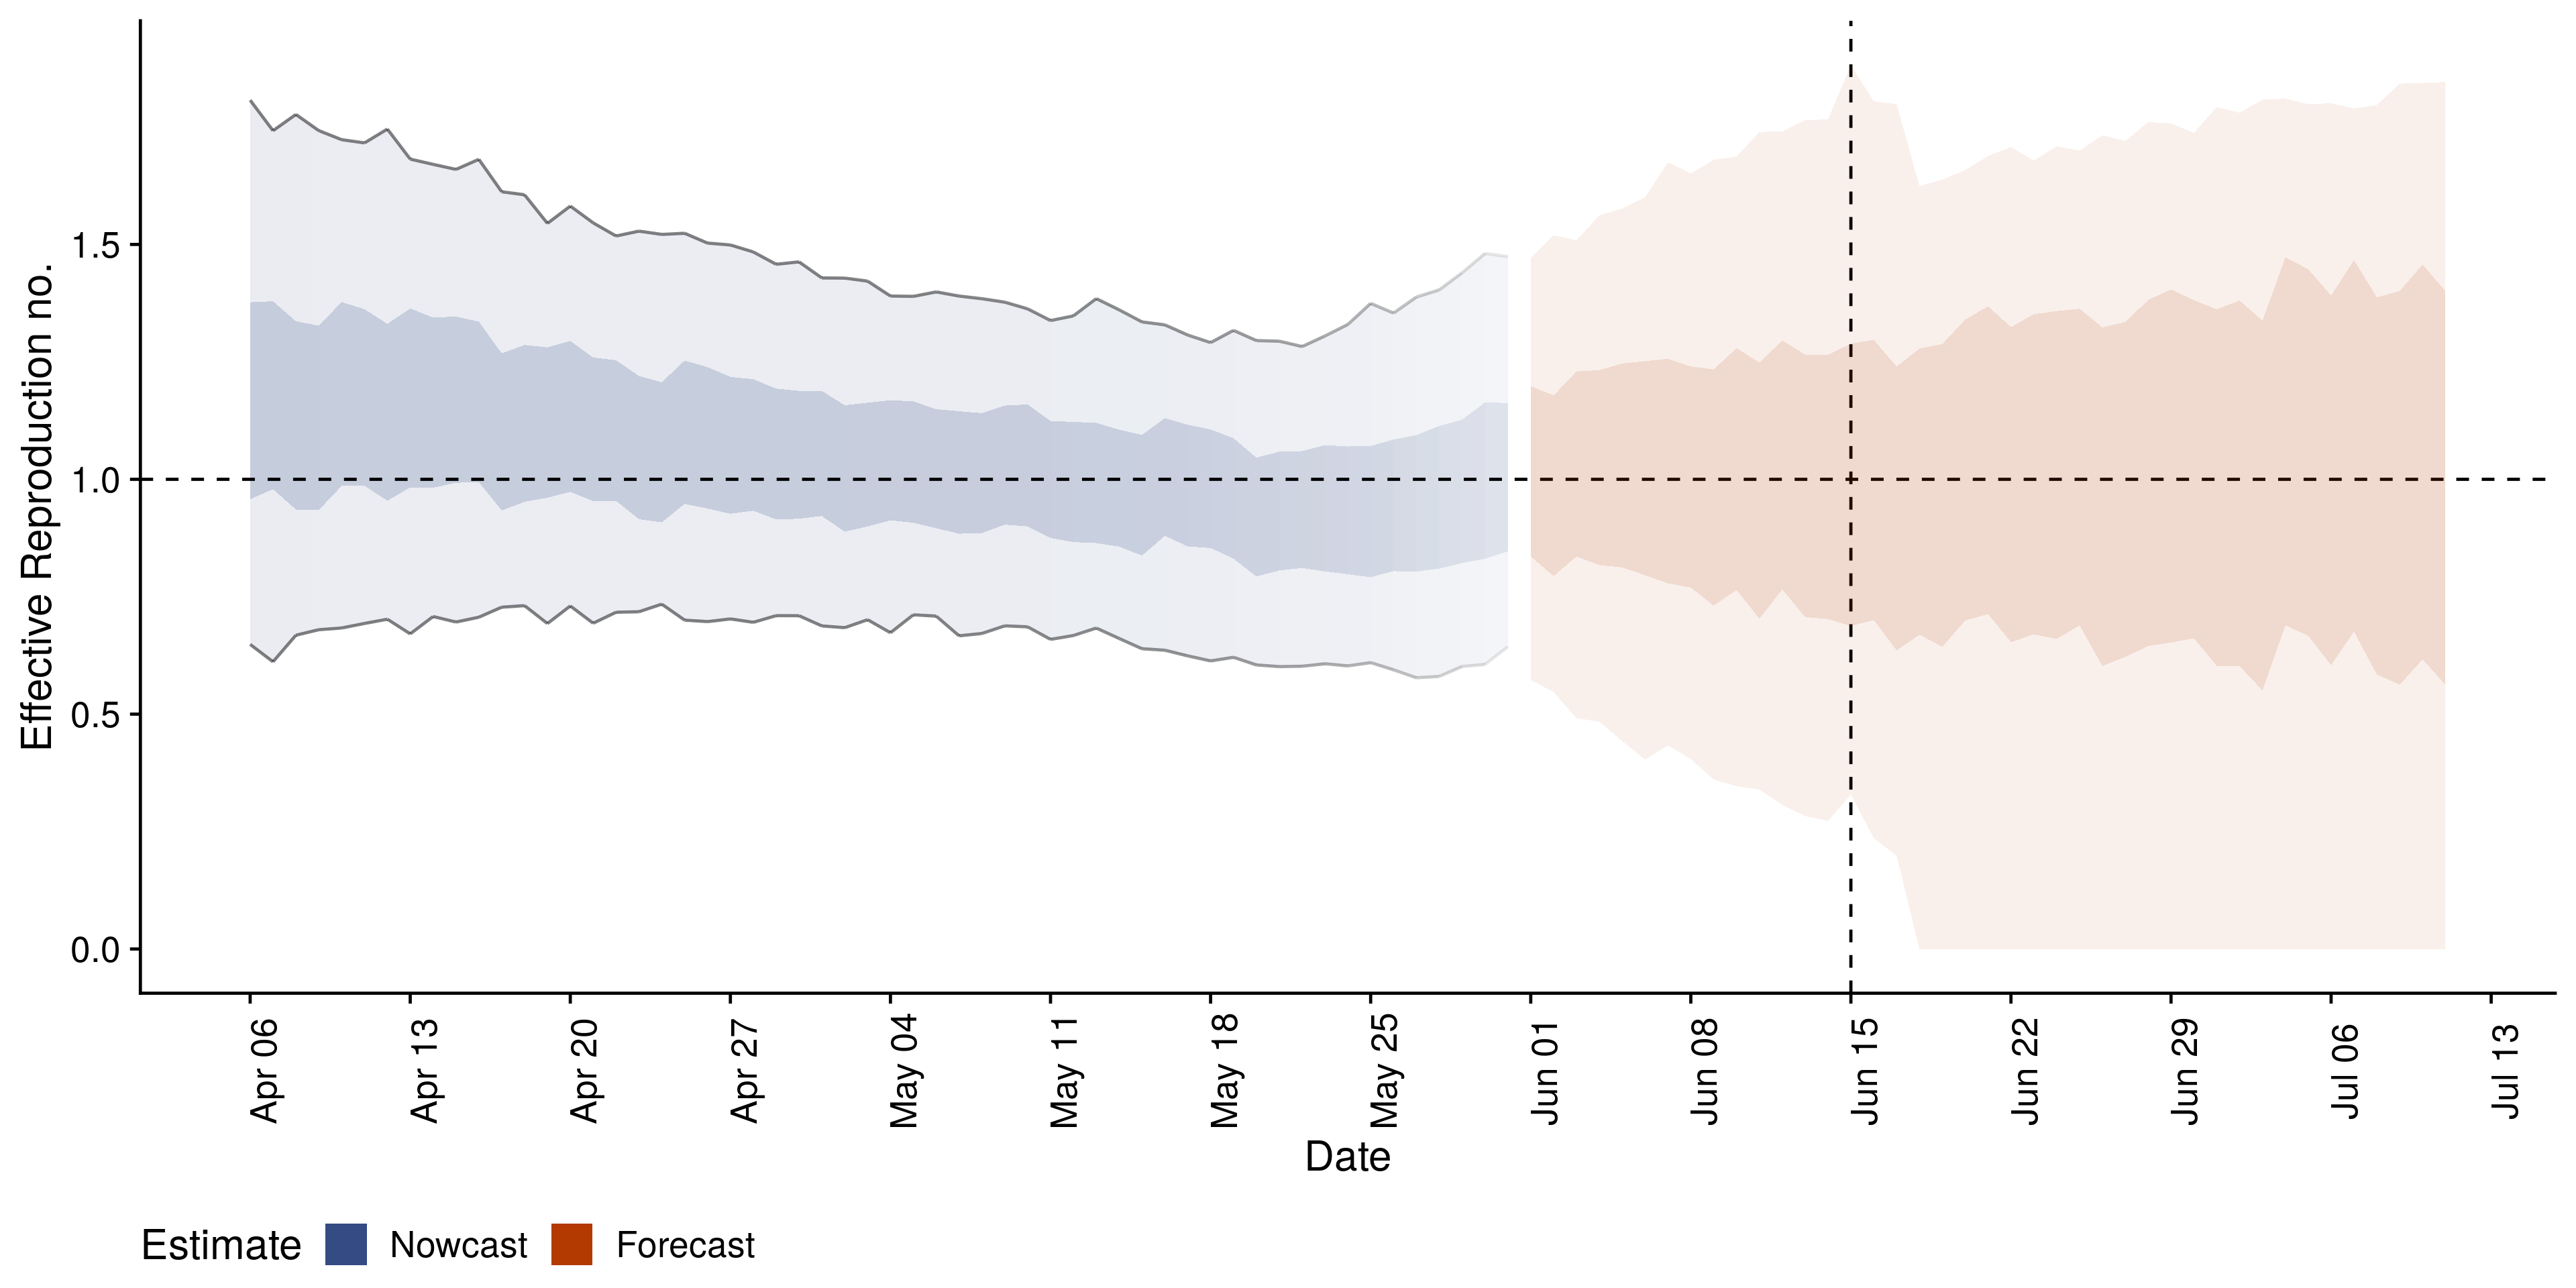 Effective Reproduction no.
1.5
1.0
0.5
0.0
Apr 06
Apr 13
Apr 20
Apr 27
May 04
May 11
May 18
May 25
Jun 01
Jun 08
Jun 15
Jun 22
Jun 29
Jul 06
Jul 13
Date
Estimate Nowcast Forecast